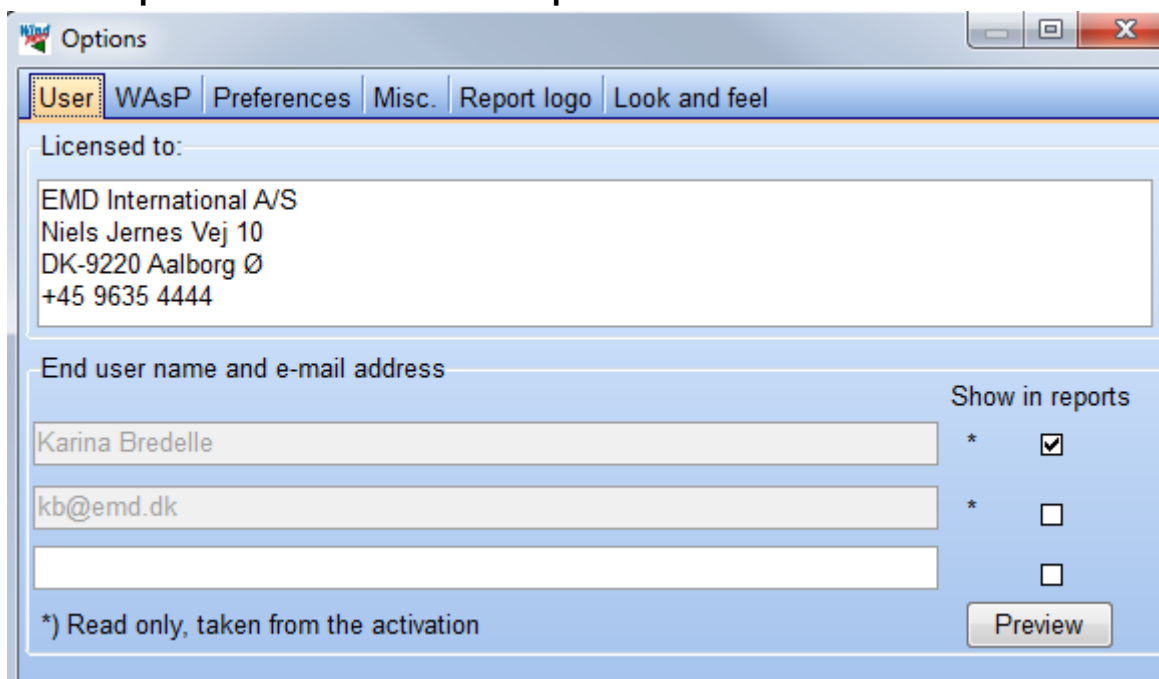 Options
User WAsP Preferences Misc. Report logo Look and feel
Licensed to:
EMD International A/S
Niels Jernes Vej 10
DK-9220 Aalborg Ø
+45 9635 4444
End user name and e-mail address
Show in reports
Karina Bredelle *
kb@emd.dk *
*) Read only, taken from the activation
Preview